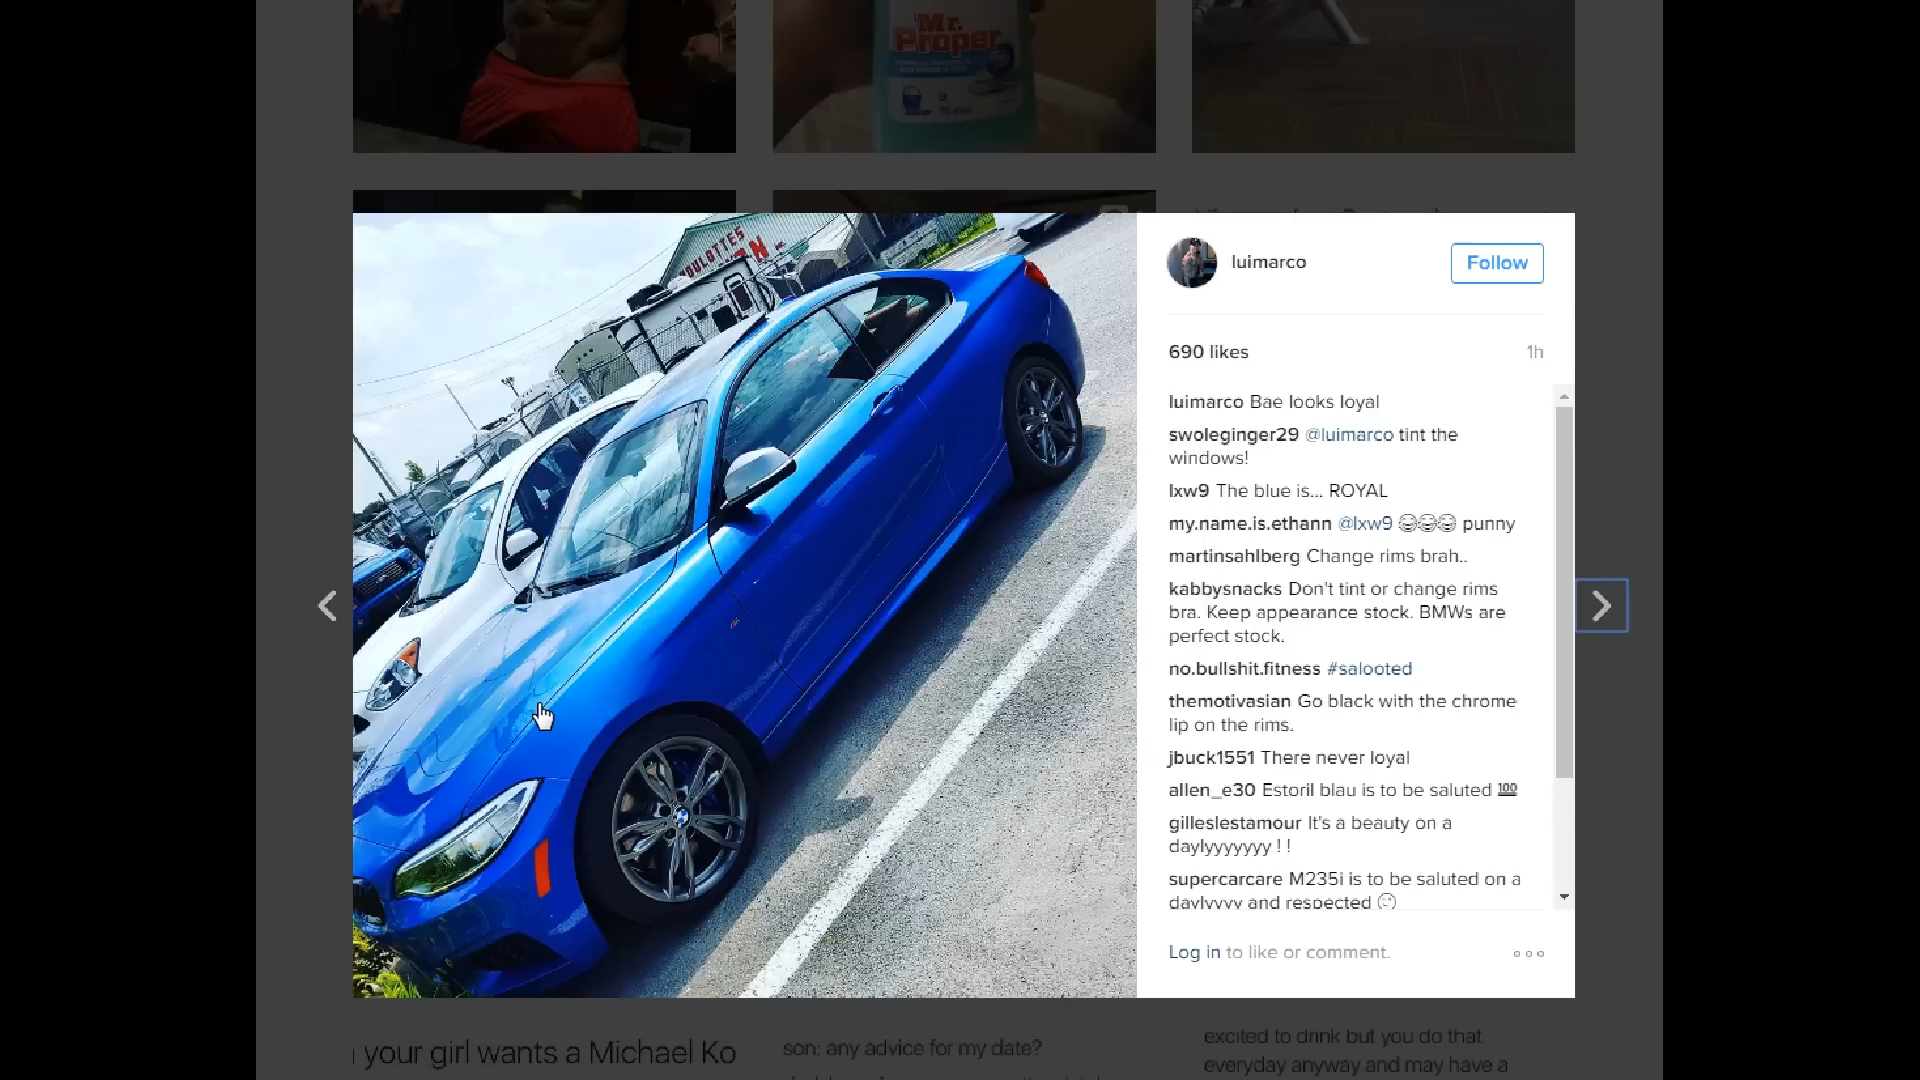 Mr.
Proper
luimarco
Follow
690 likes
1h
luimarco Bae looks loyal
swoleginger29 @luimarco tint the
windows!
lxw9 The blue is... ROYAL
my.name.is.ethann @lxw9 😂😂😂 punny
martinsahlberg Change rims brah..
kabbysnacks Don't tint or change rims
bra. Keep appearance stock. BMWs are
perfect stock.
no.bullshit.fitness #salooted
themotivasian Go black with the chrome
lip on the rims.
jbuck1551 There never loyal
allen_e30 Estoril blau is to be saluted 💯
gilleslestamour It's a beauty on a
daylyyyyyyy ! !
supercarcare M235i is to be saluted on a
daylyyyy and respected
Log in to like or comment.
your girl wants a Michael Ko
son: any advice for my date?
excited to drink but you do that
everyday anyway and may have a